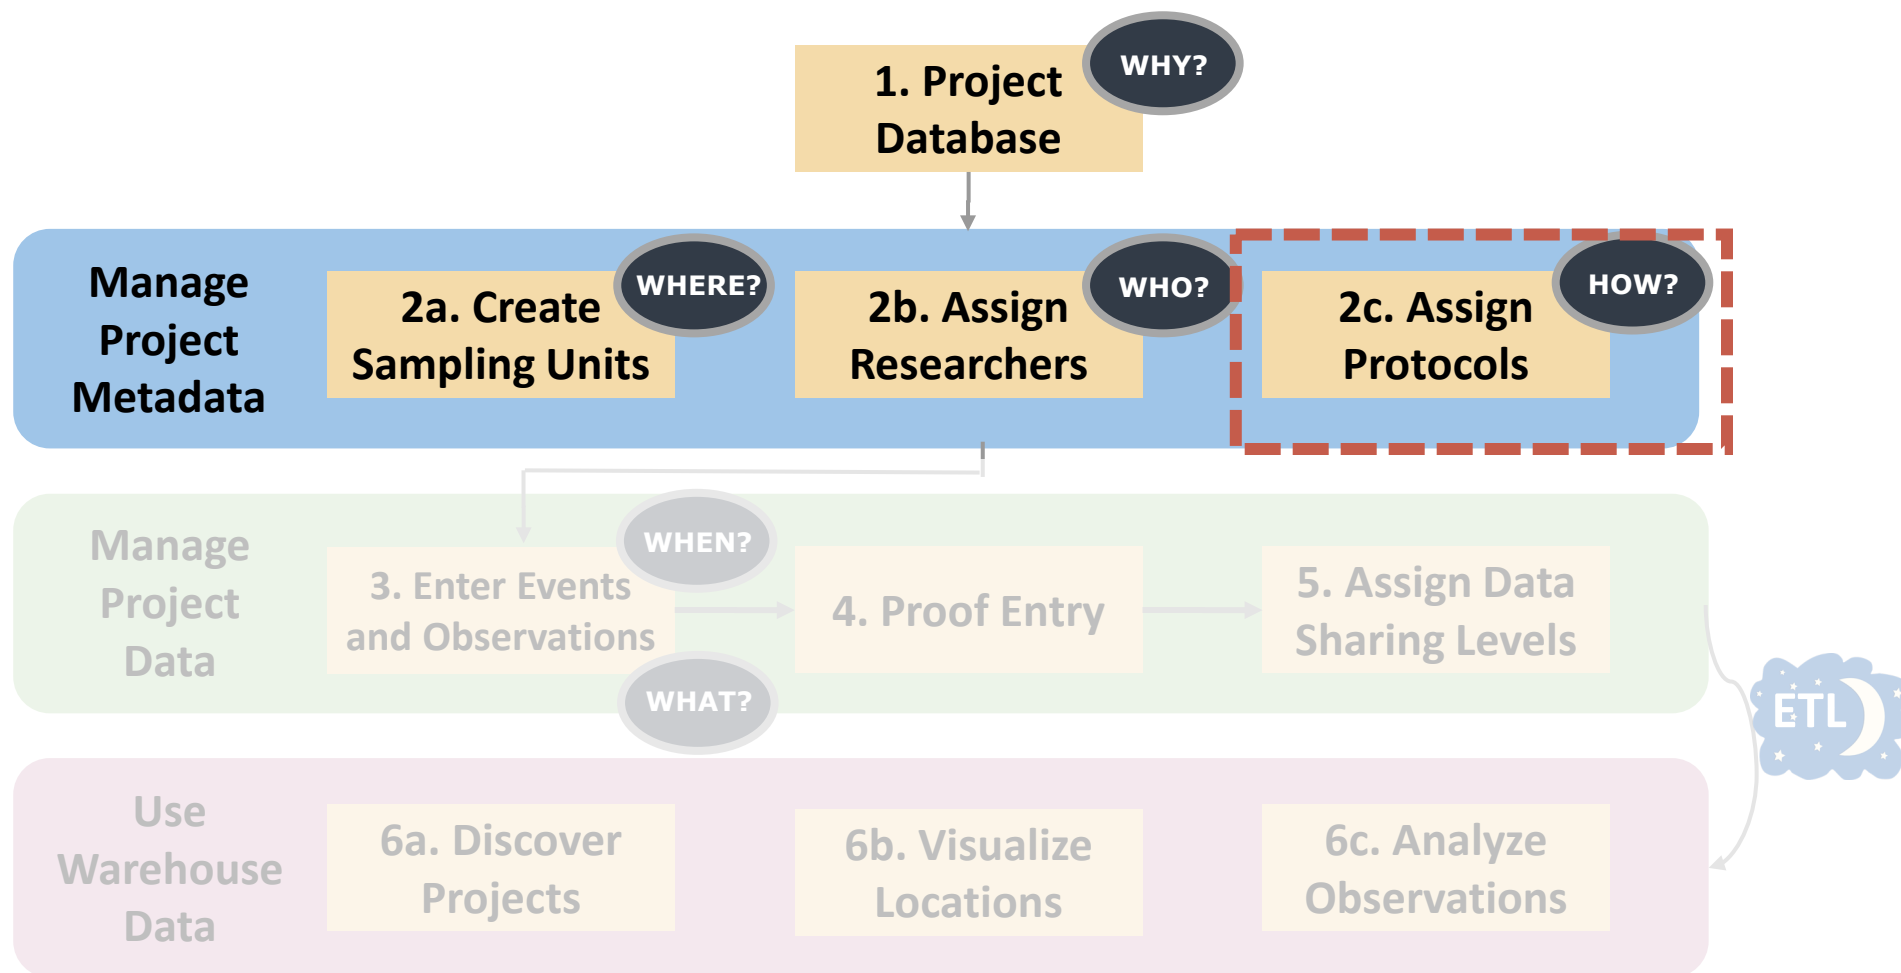 1. Project
Database
WHY?
Manage
Project
Metadata
2a. Create
Sampling Units
WHERE?
2b. Assign
Researchers
WHO?
2c. Assign
Protocols
HOW?
Manage
Project
Data
3. Enter Events
and Observations
WHEN?
WHAT?
4. Proof Entry
5. Assign Data
Sharing Levels
ETL
Use
Warehouse
Data
6a. Discover
Projects
6b. Visualize
Locations
6c. Analyze
Observations